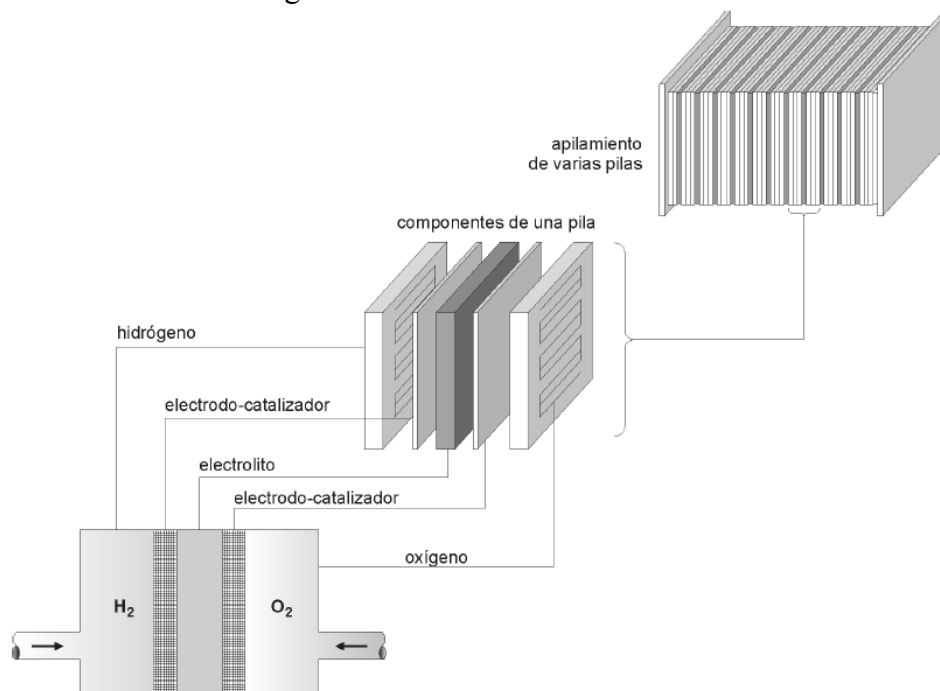 apilamiento
de varias pilas
componentes de una pila
hidrógeno
electrodo-catalizador
electrolito
electrodo-catalizador
oxígeno
H₂
O₂